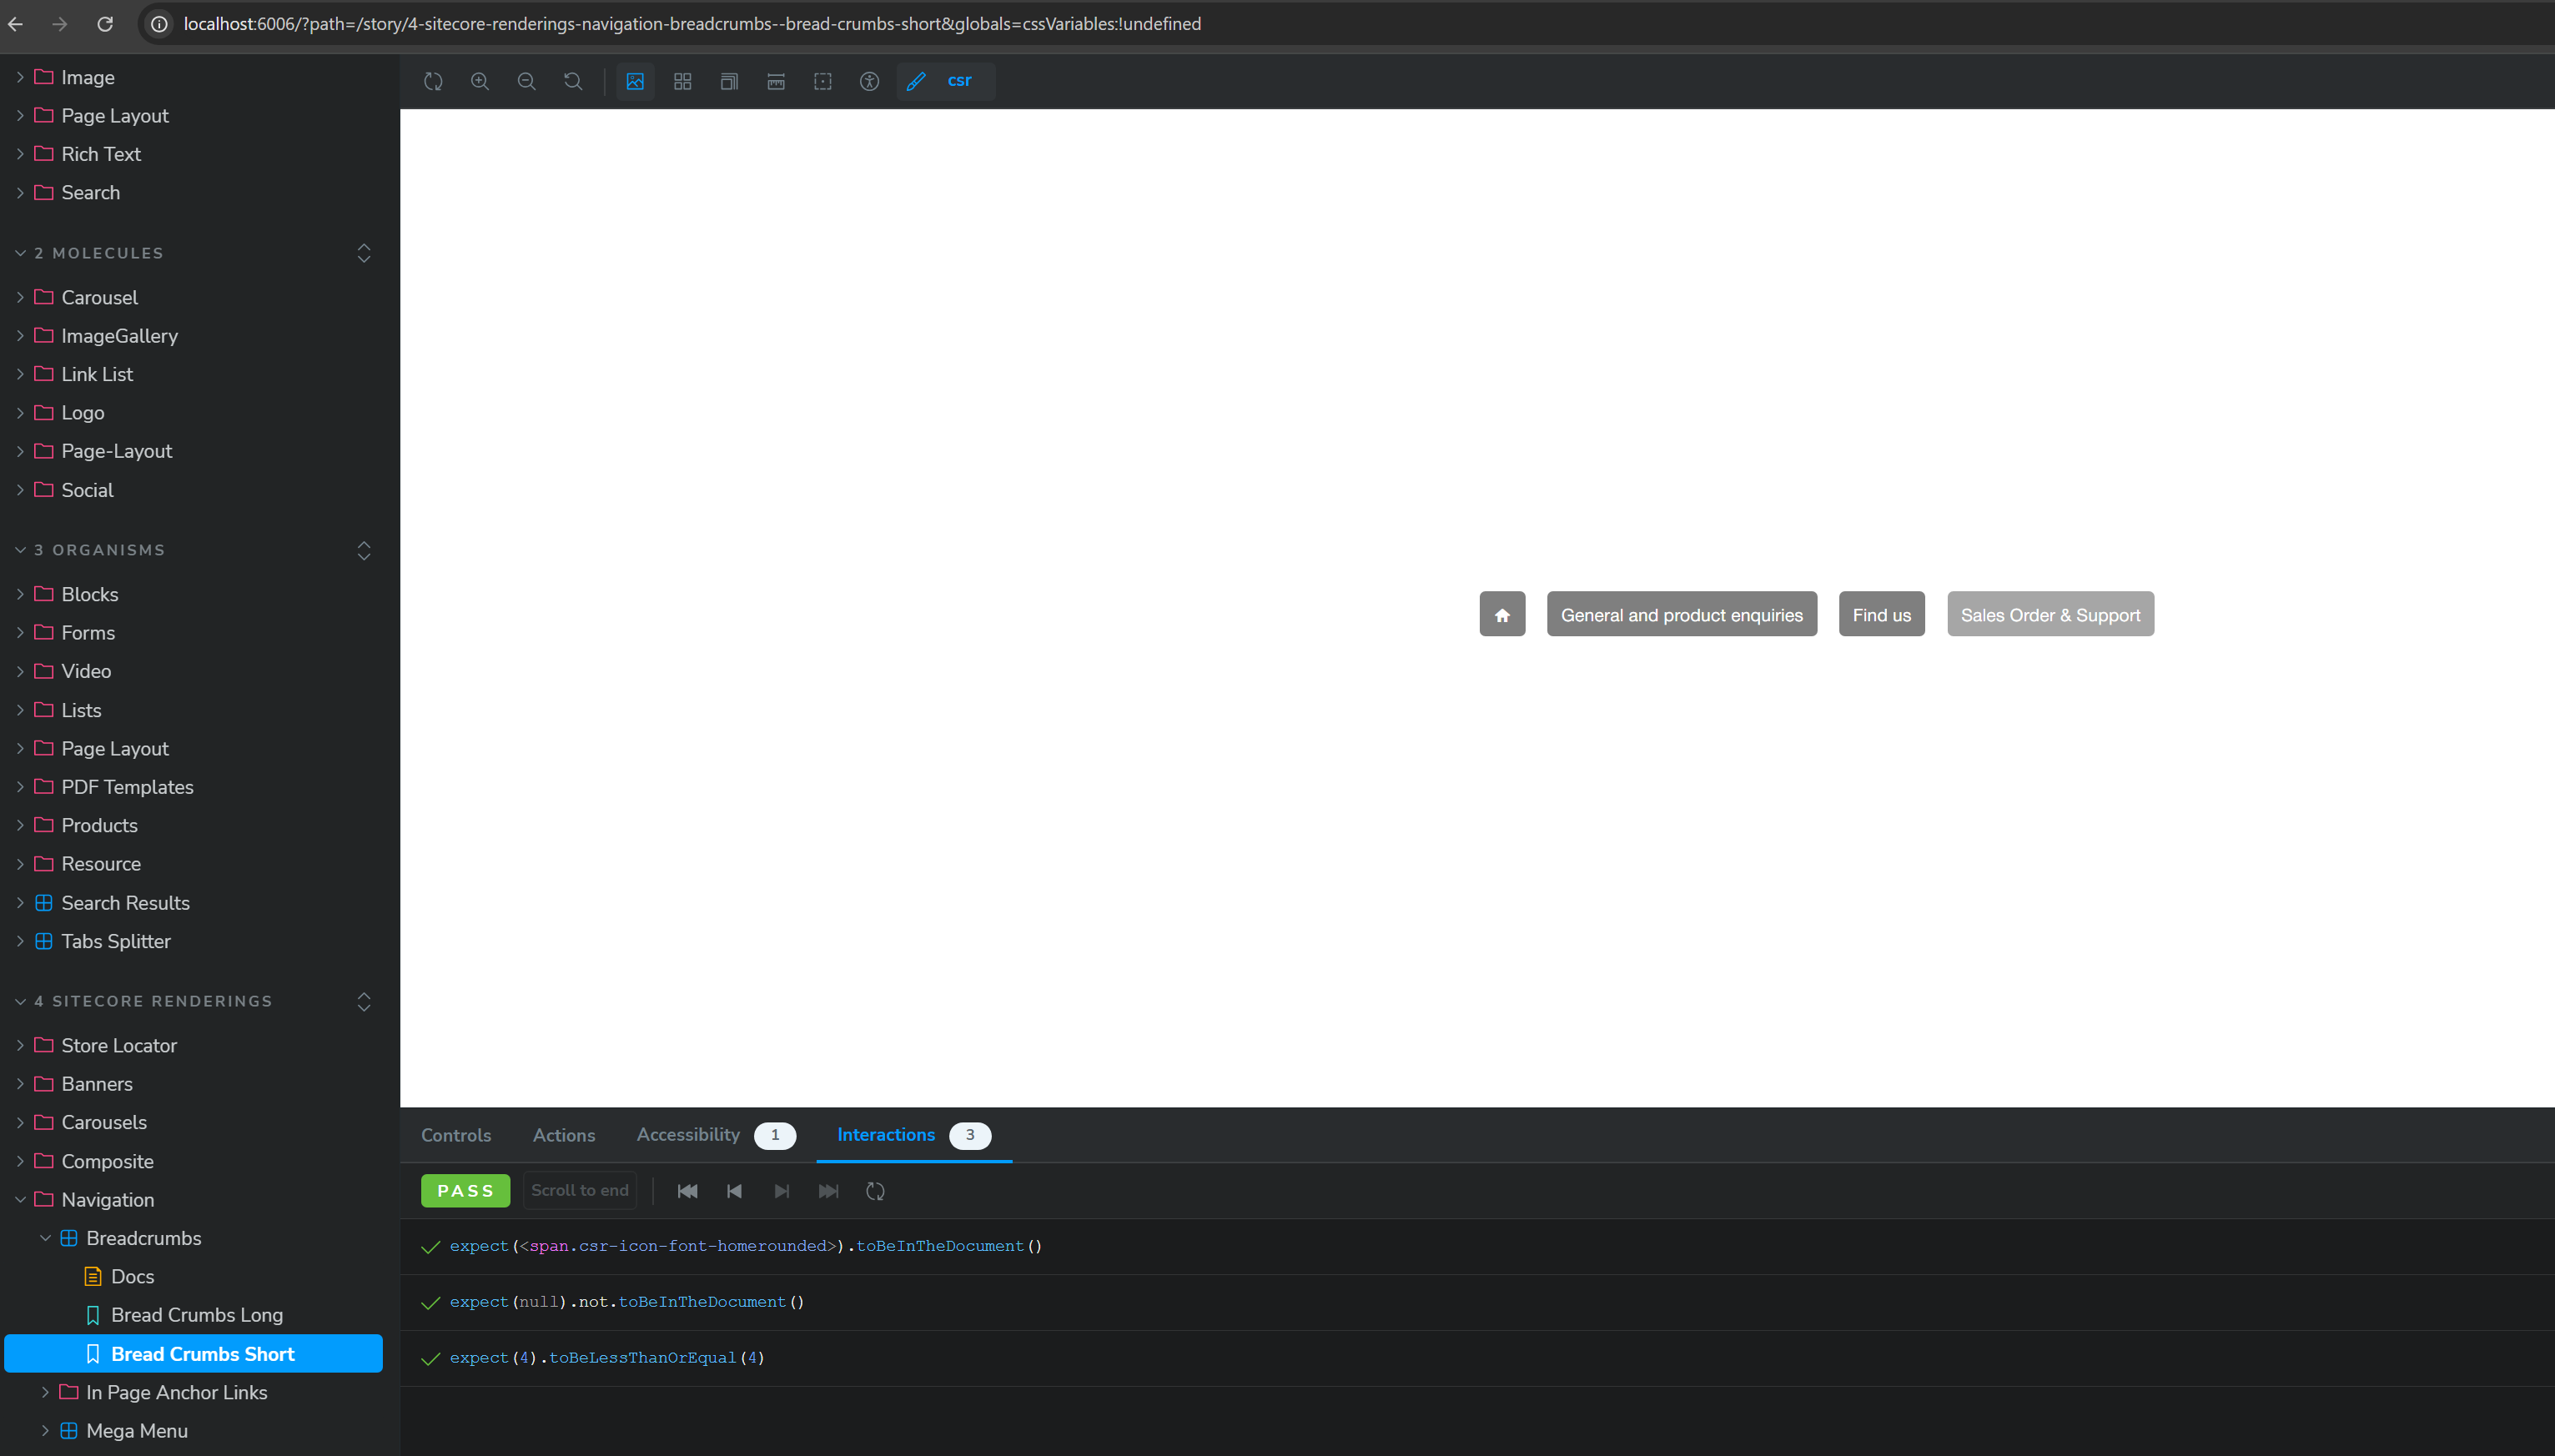 localhost:6006/?path=/story/4-sitecore-renderings-navigation-breadcrumbs--bread-crumbs-short&globals=cssVariables:!undefined
Image
Page Layout
Rich Text
Search
2 MOLECULES
Carousel
ImageGallery
Link List
Logo
Page-Layout
Social
3 ORGANISMS
Blocks
Forms
Video
Lists
Page Layout
PDF Templates
Products
Resource
Search Results
Tabs Splitter
4 SITECORE RENDERINGS
Store Locator
Banners
Carousels
Composite
Navigation
Breadcrumbs
Docs
Bread Crumbs Long
Bread Crumbs Short
In Page Anchor Links
Mega Menu
csr
General and product enquiries Find us Sales Order & Support
Controls Actions Accessibility 1 Interactions 3
PASS Scroll to end
expect(<span.csr-icon-font-homerounded>).toBeInTheDocument()
expect(null).not.toBeInTheDocument()
expect(4).toBeLessThanOrEqual(4)